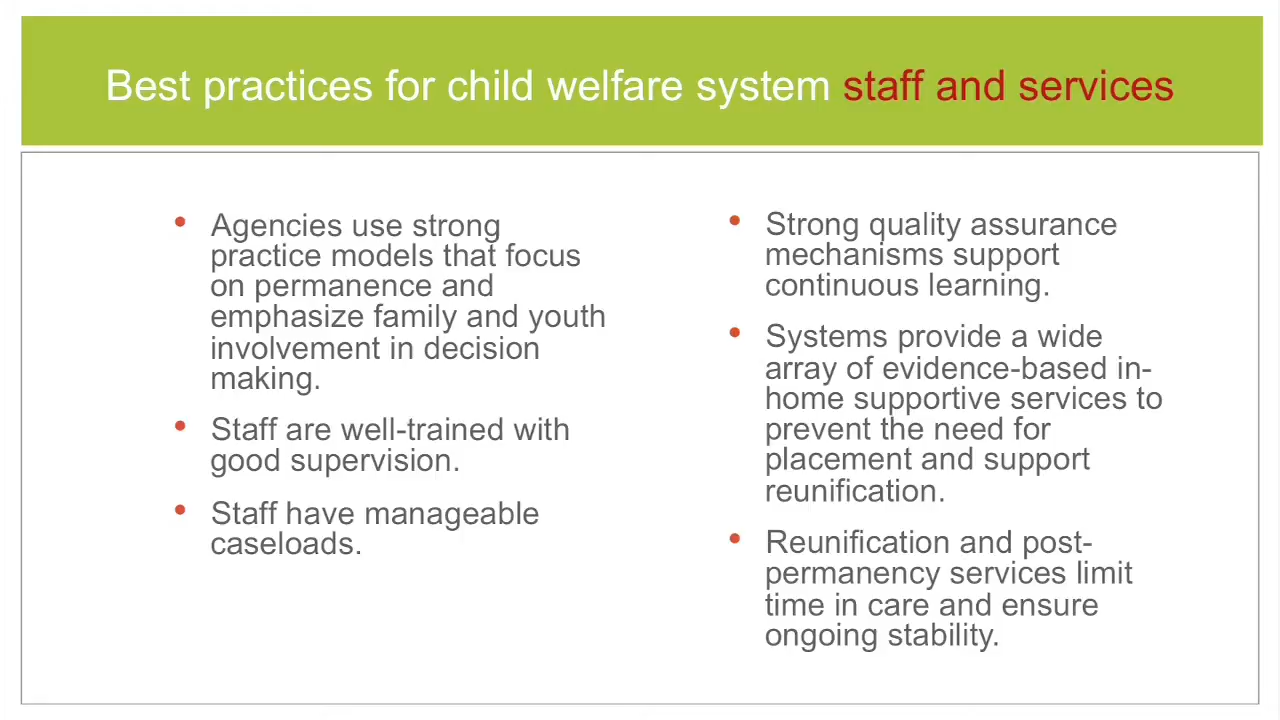 Best practices for child welfare system staff and services
• Agencies use strong
practice models that focus
on permanence and
emphasize family and youth
involvement in decision
making.
• Staff are well-trained with
good supervision.
• Staff have manageable
caseloads.
• Strong quality assurance
mechanisms support
continuous learning.
• Systems provide a wide
array of evidence-based in-
home supportive services to
prevent the need for
placement and support
reunification.
• Reunification and post-
permanency services limit
time in care and ensure
ongoing stability.